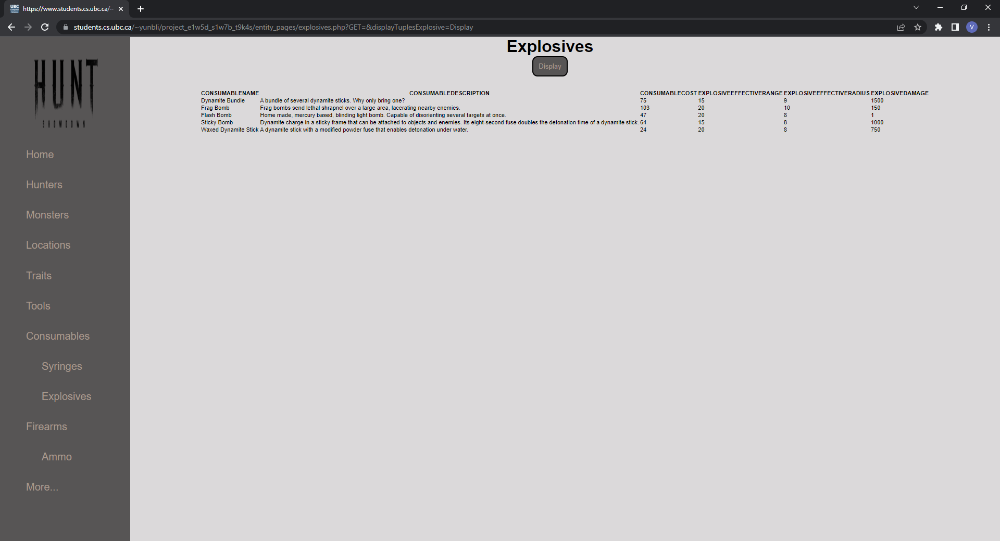 UBC
https://www.students.cs.ubc.ca/~
students.cs.ubc.ca/~yunbli/project_e1w5d_s1w7b_t9k4s/entity_pages/explosives.php?GET=&displayTuplesExplosive=Display
V
HUNT
SHOWDOWN
Home
Hunters
Monsters
Locations
Traits
Tools
Consumables
Syringes
Explosives
Firearms
Ammo
More...
Explosives
Display
CONSUMABLENAME CONSUMABLEDESCRIPTION CONSUMABLECOST EXPLOSIVEEFFECTIVERANGE EXPLOSIVEEFFECTIVERADIUS EXPLOSIVEDAMAGE
Dynamite Bundle A bundle of several dynamite sticks. Why only bring one? 75 15 9 1500
Frag Bomb Frag bombs send lethal shrapnel over a large area, lacerating nearby enemies. 103 20 10 150
Flash Bomb Home made, mercury based, blinding light bomb. Capable of disorienting several targets at once. 47 20 8 1
Sticky Bomb Dynamite charge in a sticky frame that can be attached to objects and enemies. Its eight-second fuse doubles the detonation time of a dynamite stick. 64 15 8 1000
Waxed Dynamite Stick A dynamite stick with a modified powder fuse that enables detonation under water. 24 20 8 750